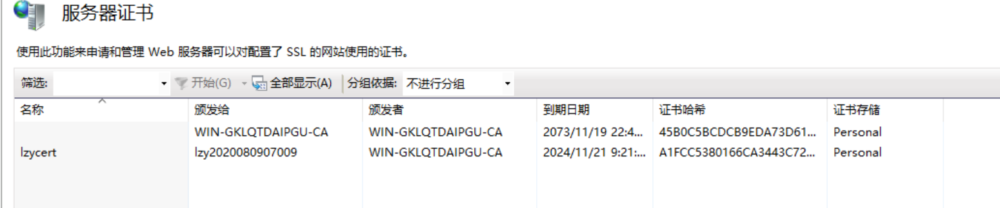 服务器证书
使用此功能来申请和管理 Web 服务器可以对配置了 SSL 的网站使用的证书。
筛选: 开始(G) 全部显示(A) 分组依据: 不进行分组
名称 颁发给 颁发者 到期日期 证书哈希 证书存储
WIN-GKLQTDAIPGU-CA WIN-GKLQTDAIPGU-CA 2073/11/19 22:4... 45B0C5BCDCB9EDA73D61... Personal
lzycert lzy2020080907009 WIN-GKLQTDAIPGU-CA 2024/11/21 9:21:... A1FCC5380166CA3443C72... Personal